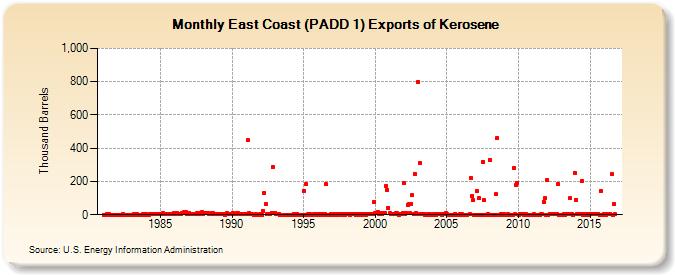 Monthly East Coast (PADD 1) Exports of Kerosene
Thousand Barrels
1,000
800
600
400
200
0
1985 1990 1995 2000 2005 2010 2015
Source: U.S. Energy Information Administration